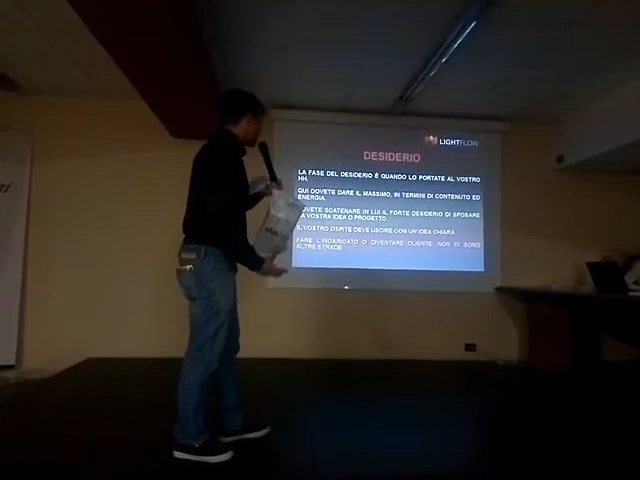 LIGHTFLOW
DESIDERIO
LA FASE DEL DESIDERIO È QUANDO LO PORTATE AL VOSTRO
HH.
QUI DOVETE DARE IL MASSIMO, IN TERMINI DI CONTENUTO ED
ENERGIA.
DOVETE SCATENARE IN LUI IL FORTE DESIDERIO DI SPOSARE
LA VOSTRA IDEA O PROGETTO
IL VOSTRO OSPITE DEVE USCIRE CON UN IDEA CHIARA
FARE L'INCARICATO O DIVENTARE CLIENTE. NON CI SONO
ALTRE STRADE